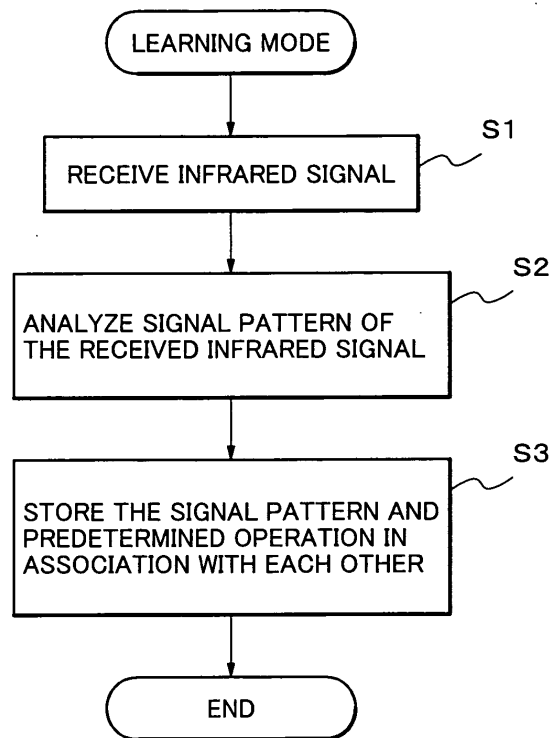 LEARNING MODE
S1
RECEIVE INFRARED SIGNAL
S2
ANALYZE SIGNAL PATTERN OF
THE RECEIVED INFRARED SIGNAL
S3
STORE THE SIGNAL PATTERN AND
PREDETERMINED OPERATION IN
ASSOCIATION WITH EACH OTHER
END